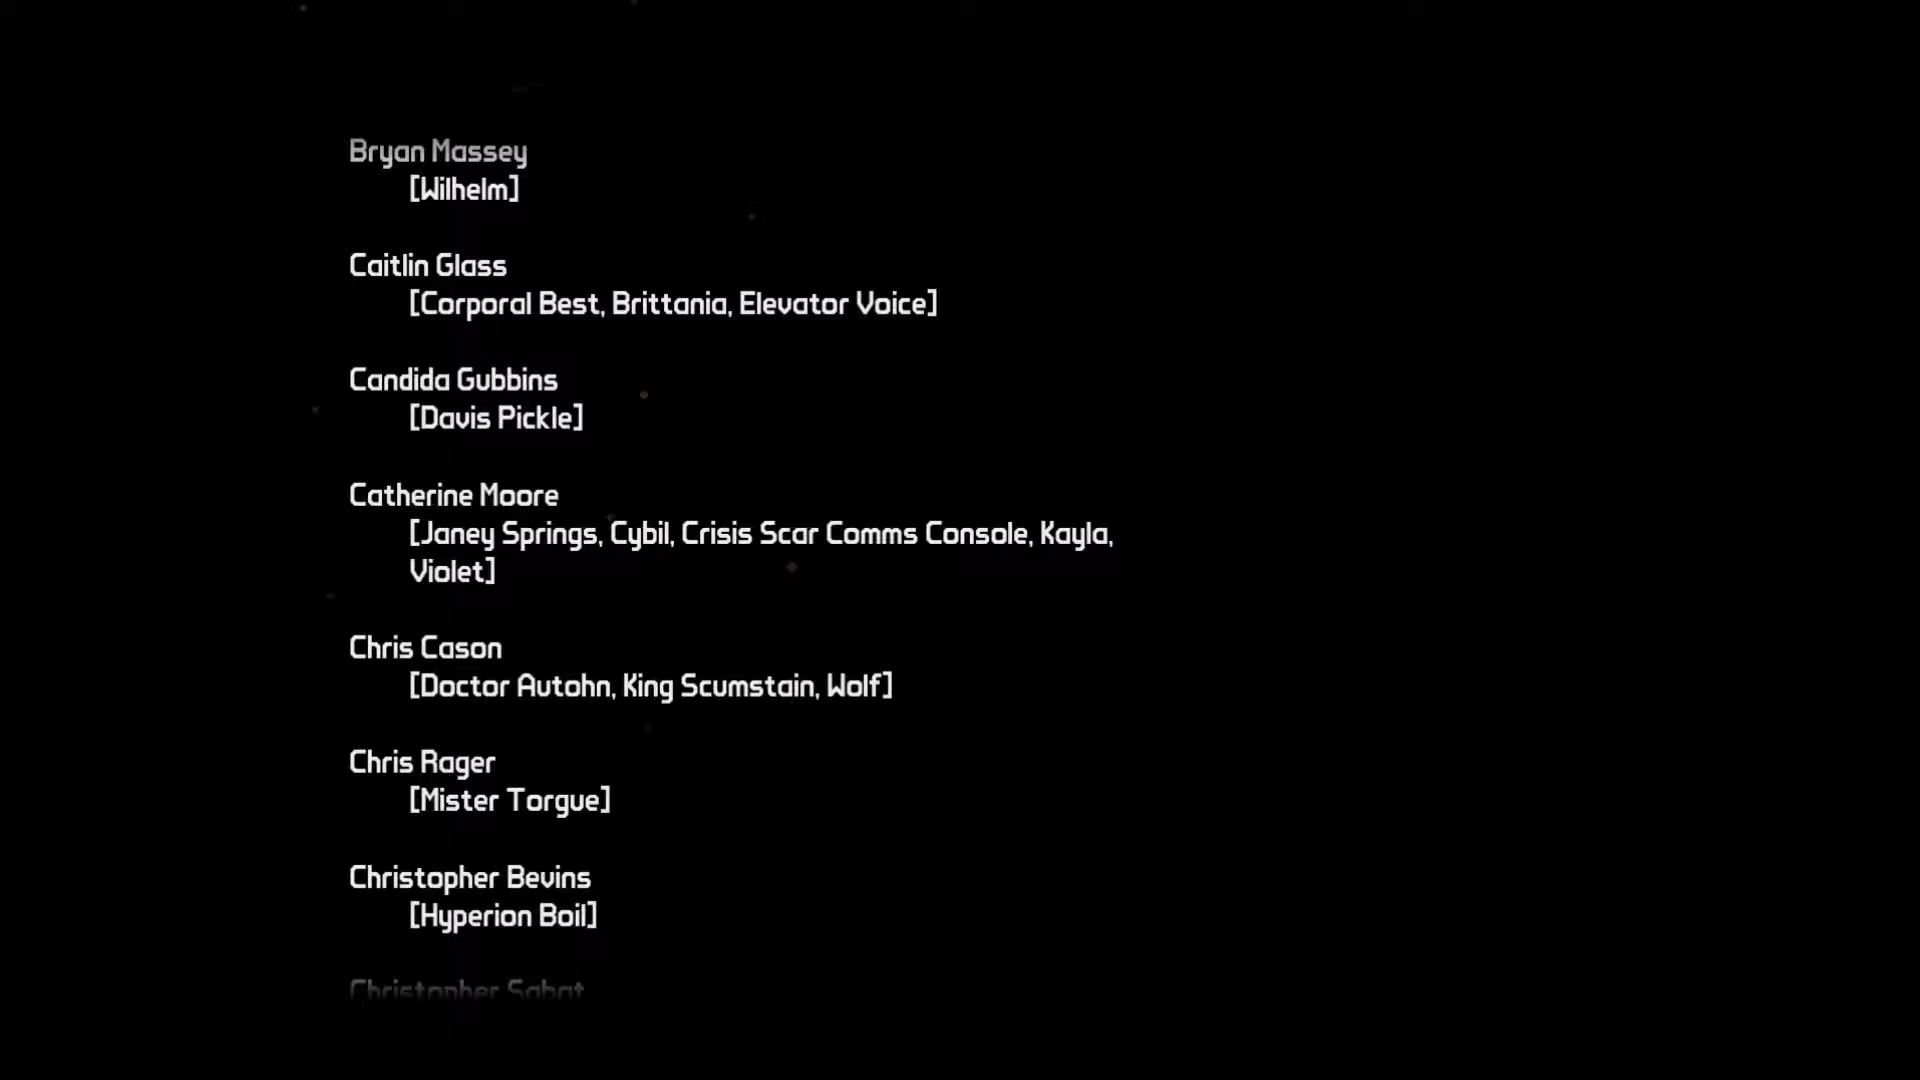 Bryan Massey
[Wilhelm]
Caitlin Glass
[Corporal Best, Brittania, Elevator Voice]
Candida Gubbins
[Davis Pickle]
Catherine Moore
[Janey Springs, Cybil, Crisis Scar Comms Console, Kayla,
Violet]
Chris Cason
[Doctor Autohn, King Scumstain, Wolf]
Chris Rager
[Mister Torgue]
Christopher Bevins
[Hyperion Boil]
Christopher Sabat